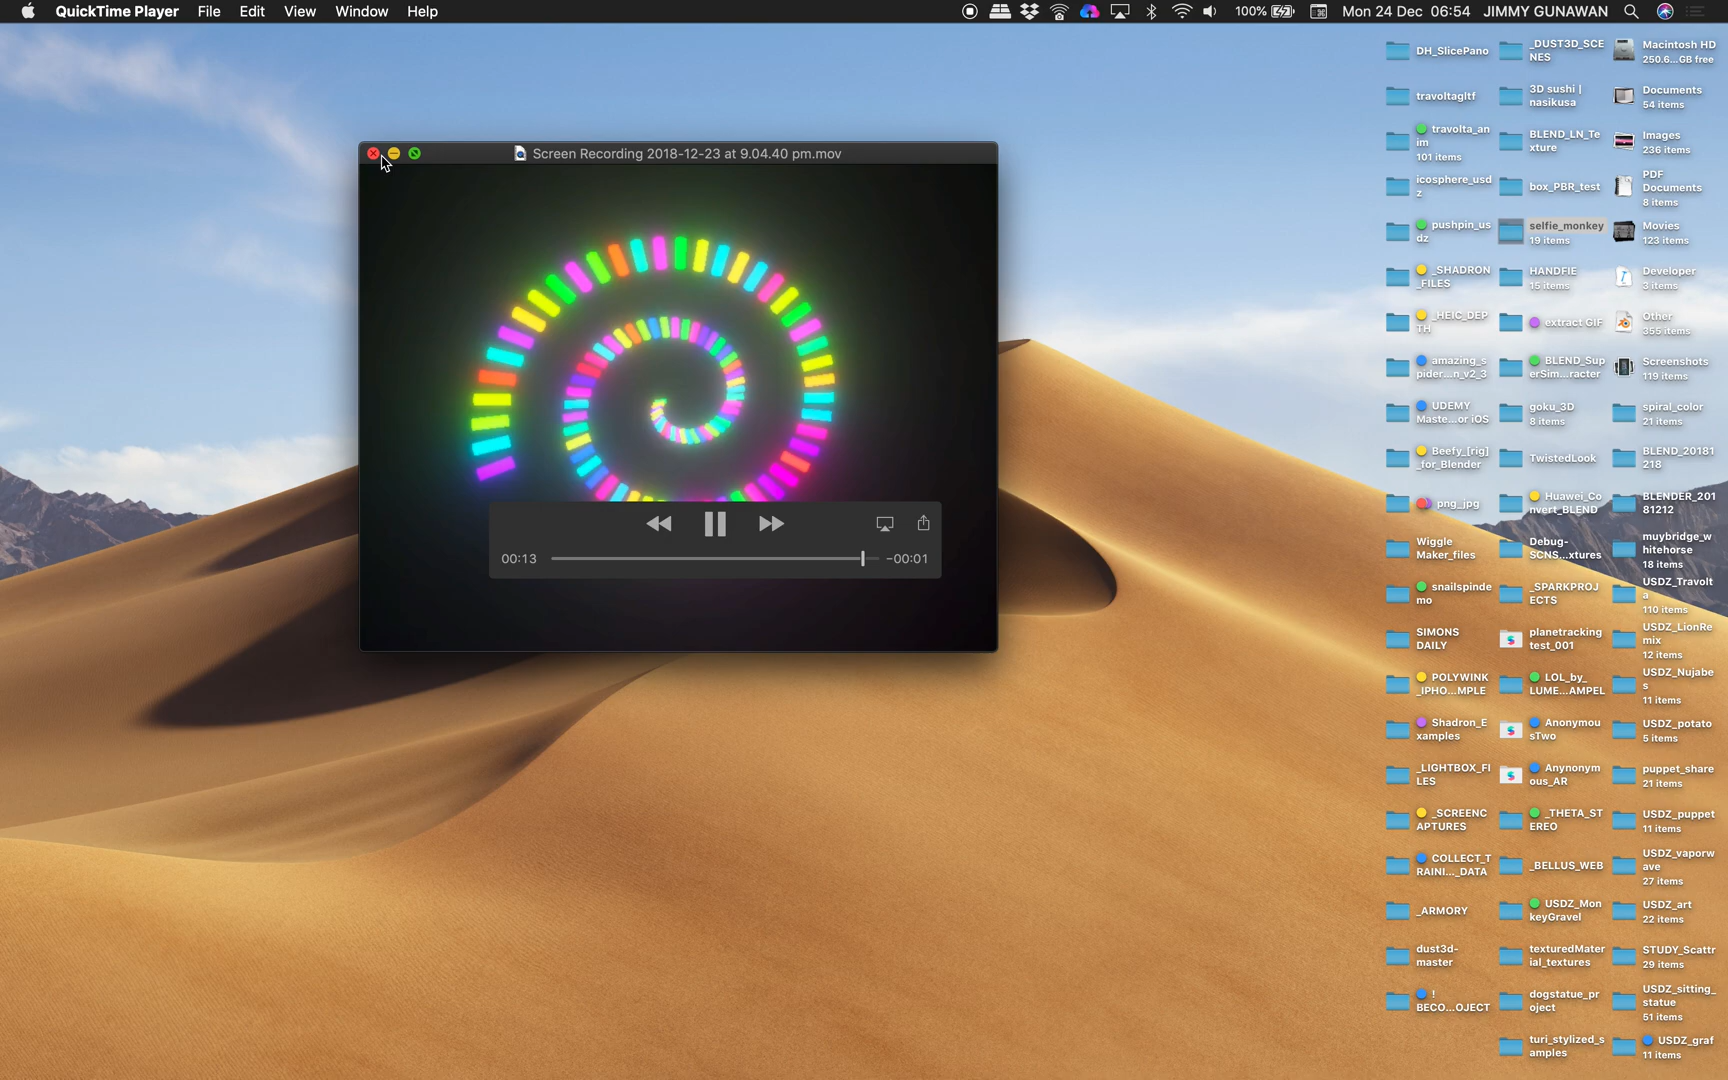 QuickTime Player File Edit View Window Help 100% Mon 24 Dec 06:54 JIMMY GUNAWAN
Screen Recording 2018-12-23 at 9.04.40 pm.mov
00:13 -00:01
DH_SlicePano
travoltagltf
travolta_an
im
101 items
icosphere_usd
z
pushpin_us
dz
_SHADRON
_FILES
_HEIC_DEP
TH
amazing_s
pider...n_v2_3
UDEMY
Maste...or iOS
Beefy_[rig]
_for_Blender
png_jpg
Wiggle
Maker_files
snailspinde
mo
SIMONS
DAILY
POLYWINK
_IPHO...MPLE
Shadron_E
xamples
_LIGHTBOX_FI
LES
_SCREENC
APTURES
COLLECT_T
RAINI..._DATA
_ARMORY
dust3d-
master
!
BECO...OJECT
_DUST3D_SCE
NES
3D sushi |
nasikusa
BLEND_LN_Te
xture
box_PBR_test
selfie_monkey
19 items
HANDFIE
15 items
extract GIF
BLEND_Sup
erSim...racter
goku_3D
8 items
TwistedLook
Huawei_Co
nvert_BLEND
Debug-
SCNS...xtures
_SPARKPROJ
ECTS
planetracking
test_001
LOL_by_
LUME...AMPEL
Anonymou
sTwo
Anynonym
ous_AR
_THETA_ST
EREO
_BELLUS_WEB
USDZ_Mon
keyGravel
texturedMater
ial_textures
dogstatue_pr
oject
turi_stylized_s
amples
Macintosh HD
250.6...GB free
Documents
54 items
Images
236 items
PDF
Documents
8 items
Movies
123 items
Developer
3 items
Other
355 items
Screenshots
119 items
spiral_color
21 items
BLEND_20181
218
BLENDER_201
81212
muybridge_w
hitehorse
18 items
USDZ_Travolt
a
110 items
USDZ_LionRe
mix
12 items
USDZ_Nujabe
s
11 items
USDZ_potato
5 items
puppet_share
21 items
USDZ_puppet
11 items
USDZ_vaporw
ave
27 items
USDZ_art
22 items
STUDY_Scattr
29 items
USDZ_sitting_
statue
51 items
USDZ_graf
11 items